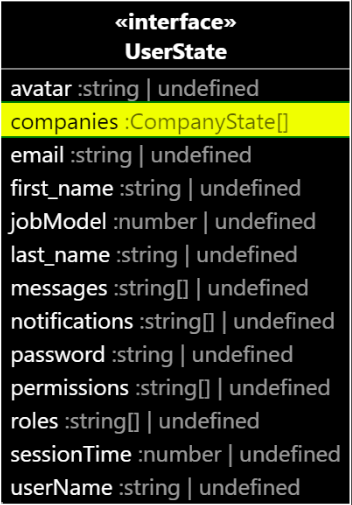 «interface»
UserState
avatar :string | undefined
companies :CompanyState[]
email :string | undefined
first_name :string | undefined
jobModel :number | undefined
last_name :string | undefined
messages :string[] | undefined
notifications :string[] | undefined
password :string | undefined
permissions :string[] | undefined
roles :string[] | undefined
sessionTime :number | undefined
userName :string | undefined